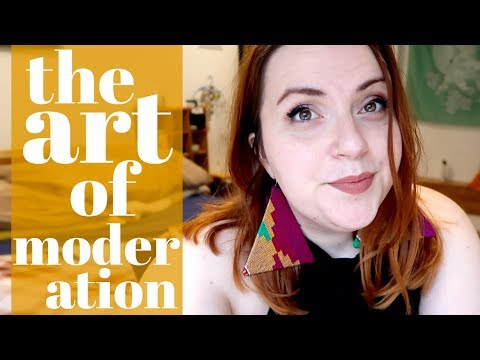 the
art
of
moder
ation